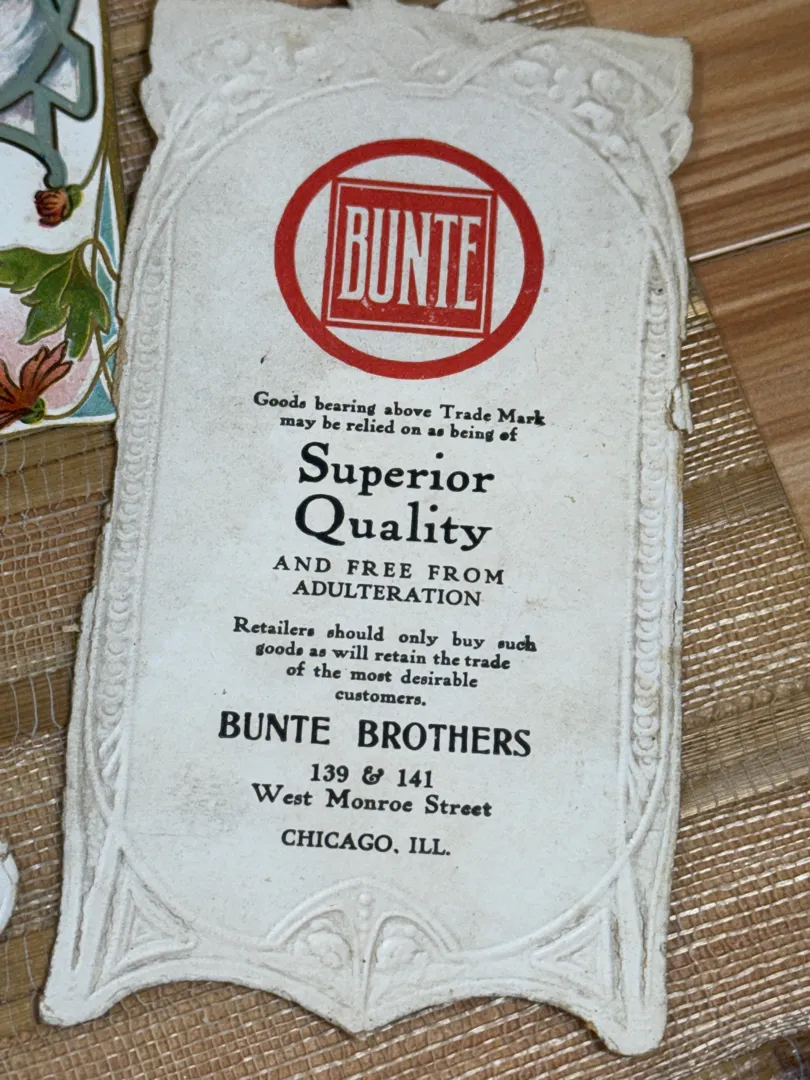 BUNTE
Goods bearing above Trade Mark
may be relied on as being of
Superior
Quality
AND FREE FROM
ADULTERATION
Retailers should only buy such
goods as will retain the trade
of the most desirable
customers.
BUNTE BROTHERS
139 & 141
West Monroe Street
CHICAGO, ILL.